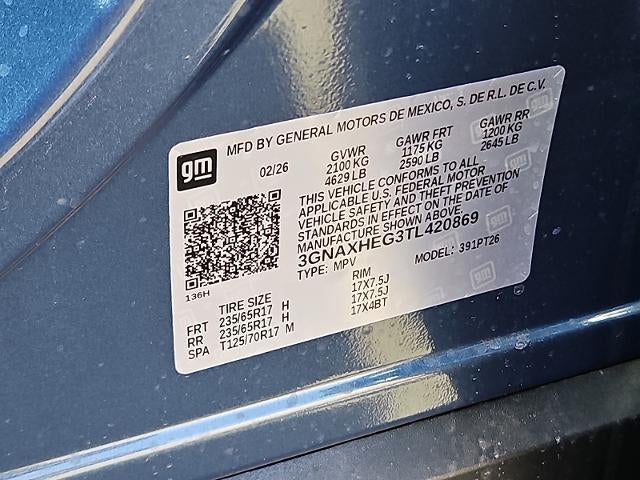 gm
MFD BY GENERAL MOTORS DE MEXICO, S. DE R.L. DE C.V.
02/26
GVWR
2100 KG
4629 LB
GAWR FRT
1175 KG
2590 LB
GAWR RR
1200 KG
2645 LB
THIS VEHICLE CONFORMS TO ALL
APPLICABLE U.S. FEDERAL MOTOR
VEHICLE SAFETY AND THEFT PREVENTION
STANDARDS IN EFFECT ON THE DATE OF
MANUFACTURE SHOWN ABOVE.
3GNAXHEG3TL420869
TYPE: MPV
MODEL: 391PT26
136H
TIRE SIZE
RIM
FRT 235/65R17 H 17X7.5J
RR 235/65R17 H 17X7.5J
SPA T125/70R17 M 17X4BT